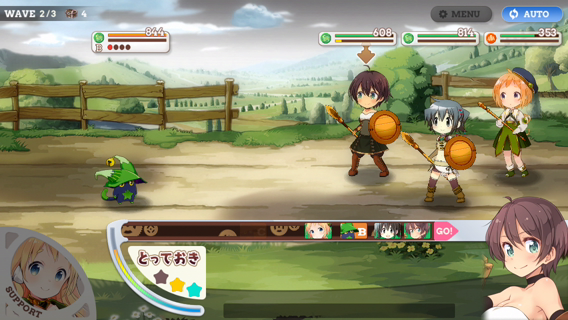 WAVE 2/3 4
MENU
AUTO
844
608
814
353
B
B
GO!
とっておき
SUPPORT